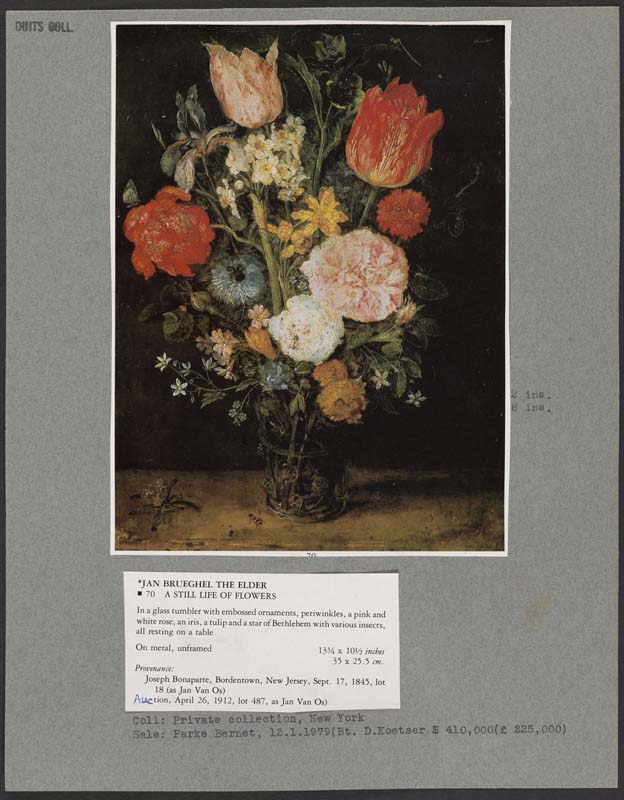 DUITS COLL.
2 ins.
8 ins.
70
*JAN BRUEGHEL THE ELDER
■ 70 A STILL LIFE OF FLOWERS
In a glass tumbler with embossed ornaments, periwinkles, a pink and
white rose, an iris, a tulip and a star of Bethlehem with various insects,
all resting on a table
On metal, unframed 13¾ x 10½ inches
35 x 25.5 cm.
Provenance:
Joseph Bonaparte, Bordentown, New Jersey, Sept. 17, 1845, lot
18 (as Jan Van Os)
Auction, April 26, 1912, lot 487, as Jan Van Os)
Coll: Private collection, New York
Sale: Parke Bernet, 12.1.1979(Bt. D.Koetser $ 410,000(£ 225,000)